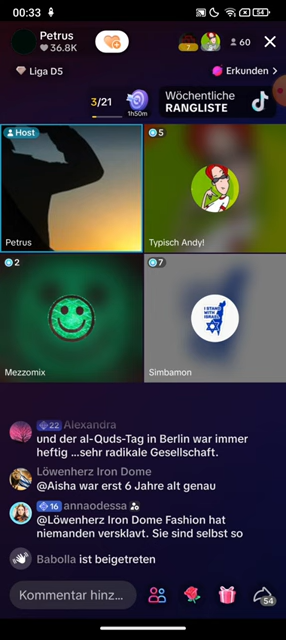 00:33
54
Petrus
36.8K
7
60
Liga D5
Erkunden >
3/21
1h50m
Wöchentliche
RANGLISTE
Host
5
Petrus
Typisch Andy!
2
7
I STAND
WITH
ISRAEL
Mezzomix
Simbamon
22 Alexandra
und der al-Quds-Tag in Berlin war immer
heftig ...sehr radikale Gesellschaft.
Löwenherz Iron Dome
@Aisha war erst 6 Jahre alt genau
16 annaodessa
@Löwenherz Iron Dome Fashion hat
niemanden versklavt. Sie sind selbst so
Babolla ist beigetreten
Kommentar hinz...
54